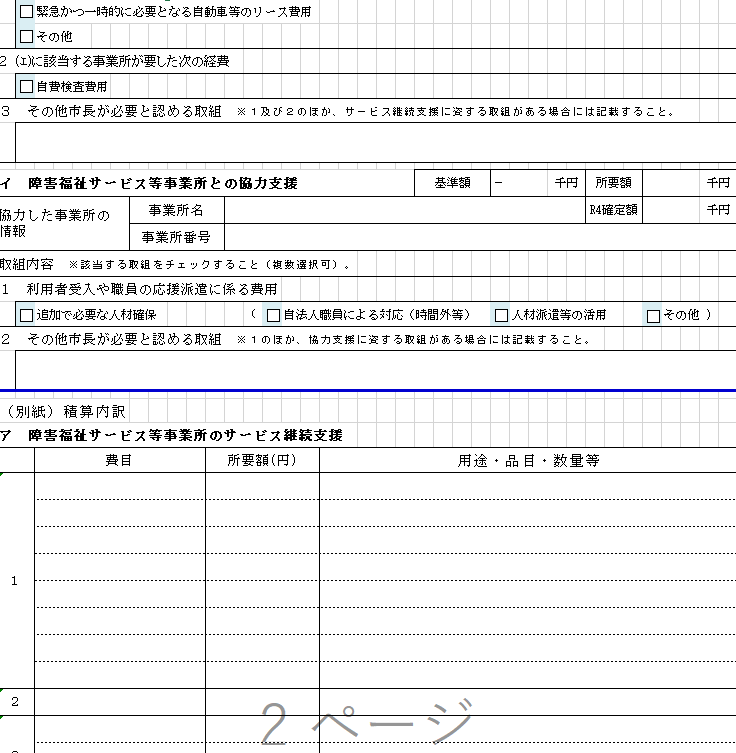 緊急かつ一時的に必要となる自動車等のリース費用
その他
2 (ｴ)に該当する事業所が要した次の経費
自費検査費用
3 その他市長が必要と認める取組 ※１及び２のほか、サービス継続支援に資する取組がある場合には記載すること。
イ 障害福祉サービス等事業所との協力支援 基準額 － 千円 所要額 千円
協力した事業所の情報 事業所名 R4確定額 千円
事業所番号
取組内容 ※該当する取組をチェックすること（複数選択可）。
1 利用者受入や職員の応援派遣に係る費用
追加で必要な人材確保 （ 自法人職員による対応（時間外等） 人材派遣等の活用 その他 ）
2 その他市長が必要と認める取組 ※１のほか、協力支援に資する取組がある場合には記載すること。
（別紙）積算内訳
ア 障害福祉サービス等事業所のサービス継続支援
費目 所要額(円) 用途・品目・数量等
1
2
2 ページ